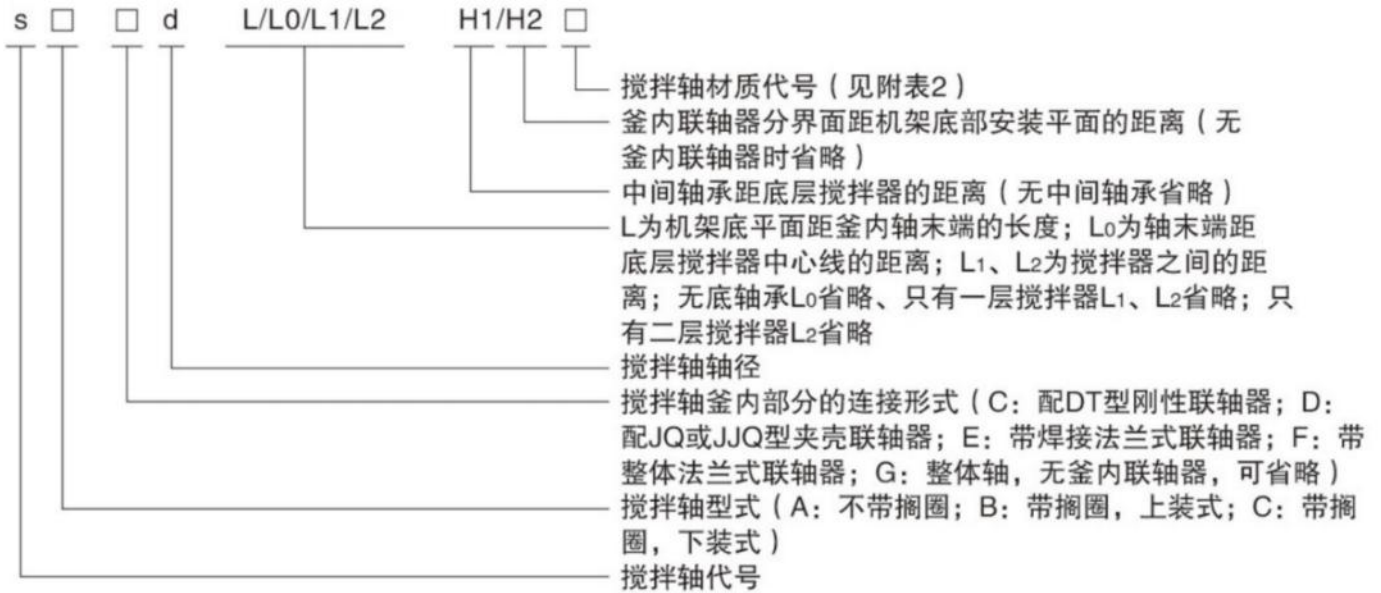 s □ □ d L/L0/L1/L2 H1/H2 □
搅拌轴材质代号（见附表2）
釜内联轴器分界面距机架底部安装平面的距离（无
釜内联轴器时省略）
中间轴承距底层搅拌器的距离（无中间轴承省略）
L为机架底平面距釜内轴末端的长度；L0为轴末端距
底层搅拌器中心线的距离；L1、L2为搅拌器之间的距
离；无底轴承L0省略、只有一层搅拌器L1、L2省略；只
有二层搅拌器L2省略
搅拌轴轴径
搅拌轴釜内部分的连接形式（C：配DT型刚性联轴器；D：
配JQ或JJQ型夹壳联轴器；E：带焊接法兰式联轴器；F：带
整体法兰式联轴器；G：整体轴，无釜内联轴器，可省略）
搅拌轴型式（A：不带搁圈；B：带搁圈，上装式；C：带搁
圈，下装式）
搅拌轴代号